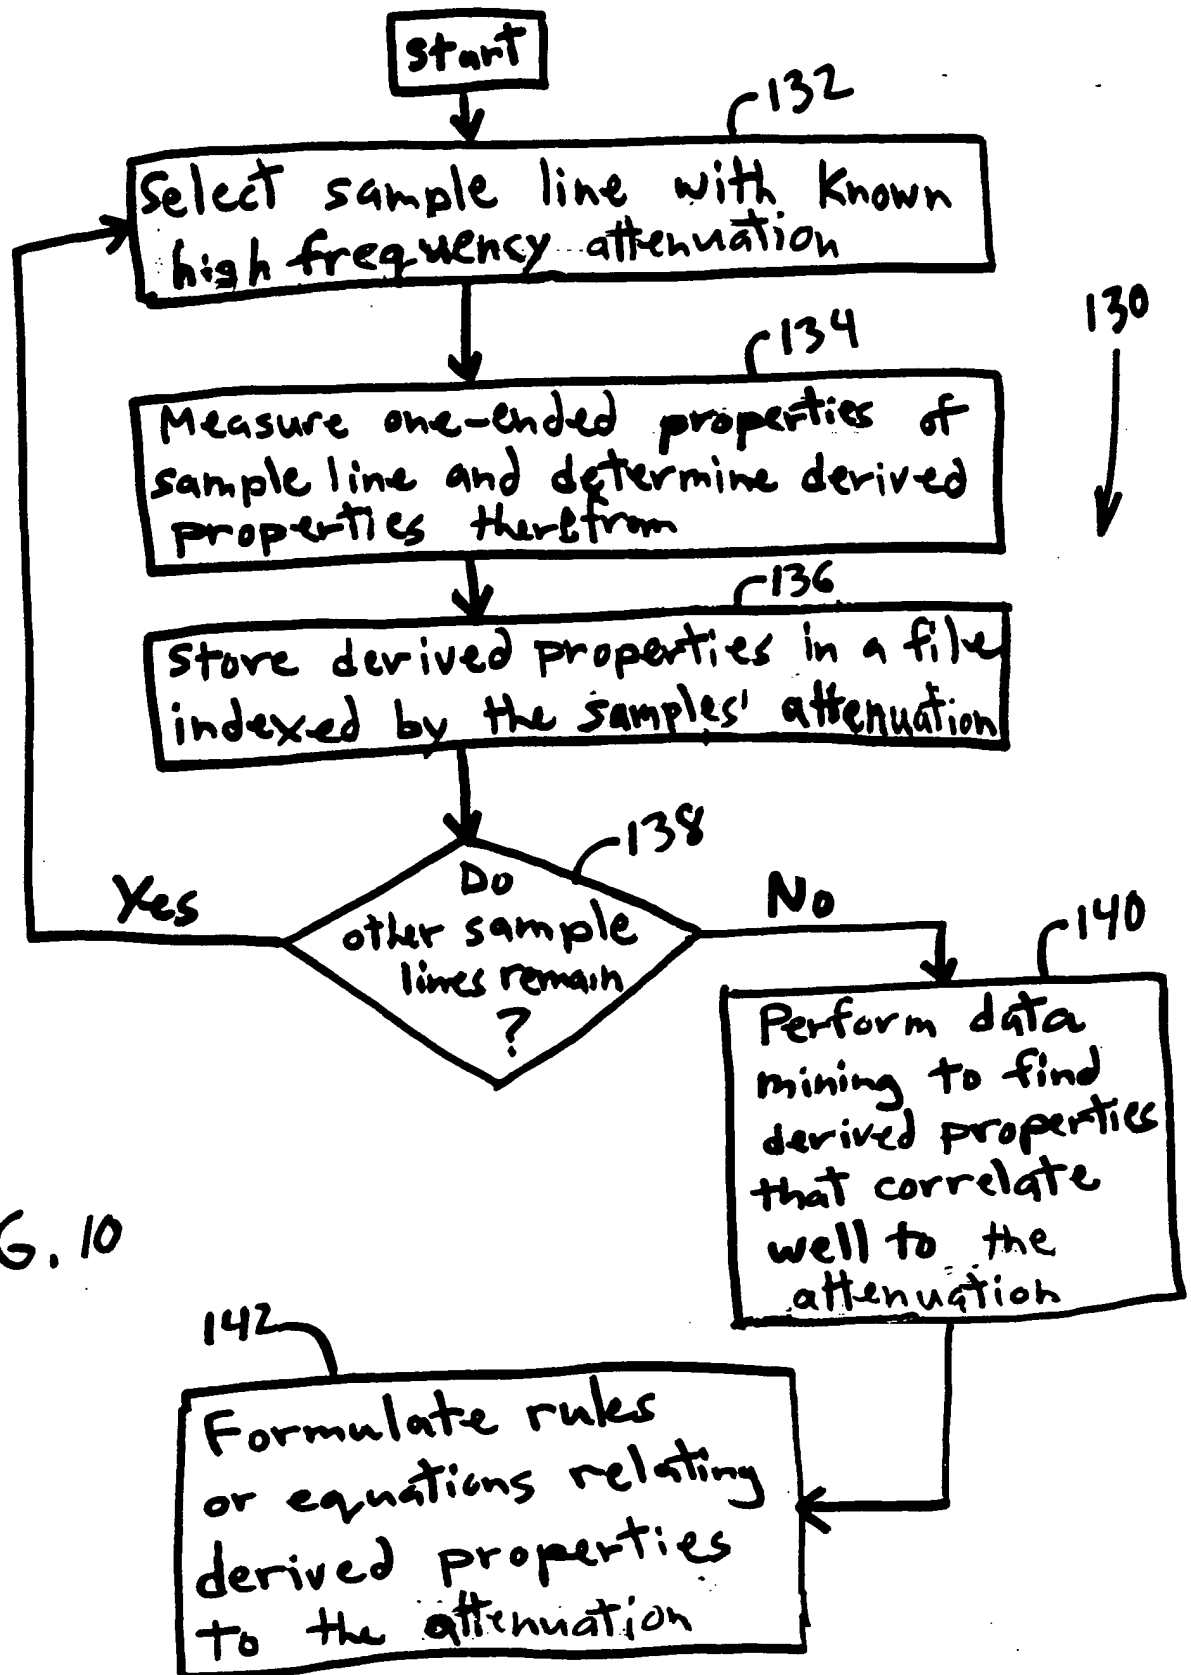 start
132
Select sample line with known
high frequency attenuation
130
134
Measure one-ended properties of
sample line and determine derived
properties therefrom
136
Store derived properties in a file
indexed by the samples' attenuation
138
Do
other sample
lines remain
?
Yes
No
140
Perform data
mining to find
derived properties
that correlate
well to the
attenuation
G. 10
142
Formulate rules
or equations relating
derived properties
to the attenuation